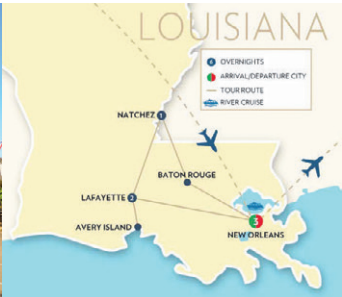 LOUISIANA
OVERNIGHTS
ARRIVAL/DEPARTURE CITY
TOUR ROUTE
RIVER CRUISE
NATCHEZ 1
BATON ROUGE
LAFAYETTE 2
AVERY ISLAND
3
NEW ORLEANS